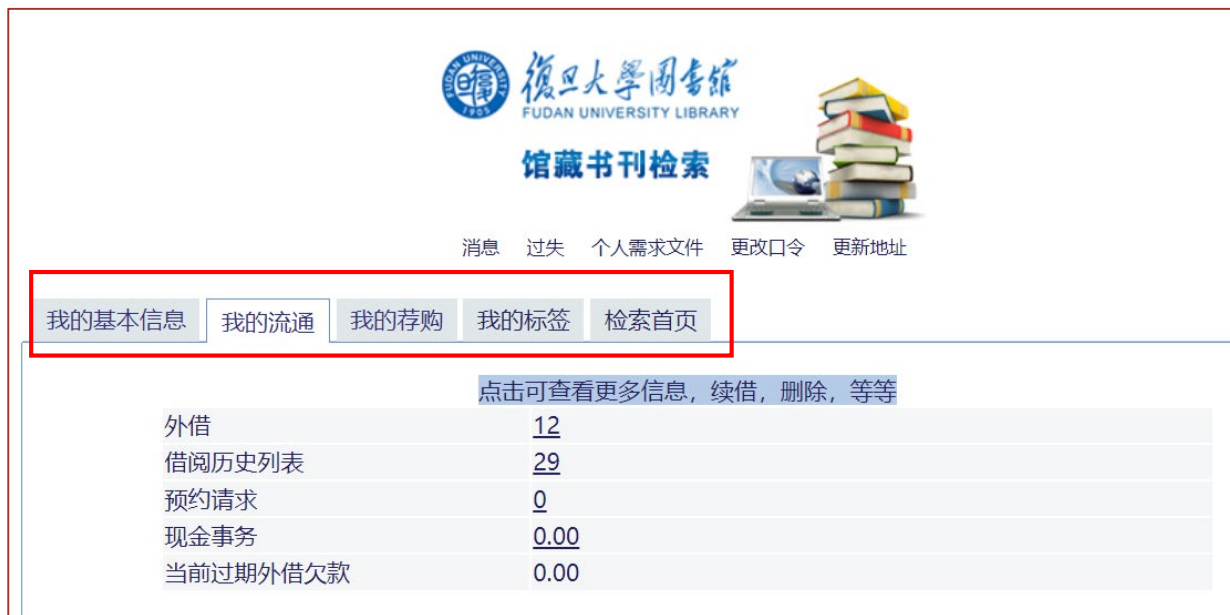 復旦大學圖書館
FUDAN UNIVERSITY LIBRARY
馆藏书刊检索
消息 过失 个人需求文件 更改口令 更新地址
我的基本信息 我的流通 我的荐购 我的标签 检索首页
点击可查看更多信息，续借，删除，等等
外借 12
借阅历史列表 29
预约请求 0
现金事务 0.00
当前过期外借欠款 0.00